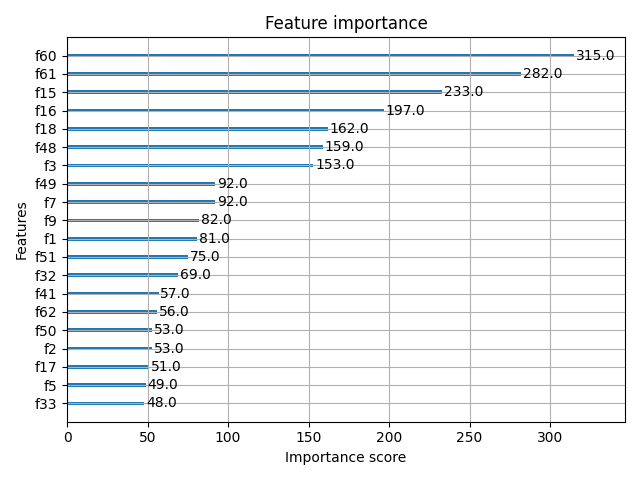 Feature importance
f60 315.0
f61 282.0
f15 233.0
f16 197.0
f18 162.0
f48 159.0
f3 153.0
f49 92.0
f7 92.0
f9 82.0
f1 81.0
f51 75.0
f32 69.0
f41 57.0
f62 56.0
f50 53.0
f2 53.0
f17 51.0
f5 49.0
f33 48.0
Features
0 50 100 150 200 250 300
Importance score